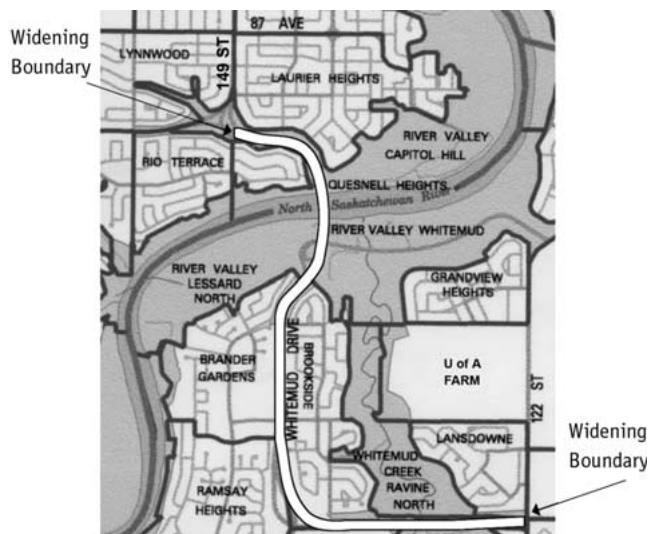 Widening
Boundary
87 AVE
LYNNWOOD
149 ST
LAURIER HEIGHTS
RIVER VALLEY
CAPITOL HILL
RIO TERRACE
QUESNELL HEIGHTS
North Saskatchewan River
RIVER VALLEY WHITEMUD
RIVER VALLEY
LESSARD
NORTH
GRANDVIEW
HEIGHTS
BRANDER
GARDENS
WHITEMUD DRIVE
BROOKSIDE
U of A
FARM
122 ST
LANSDOWNE
Widening
Boundary
WHITEMUD
CREEK
RAVINE
NORTH
RAMSAY
HEIGHTS